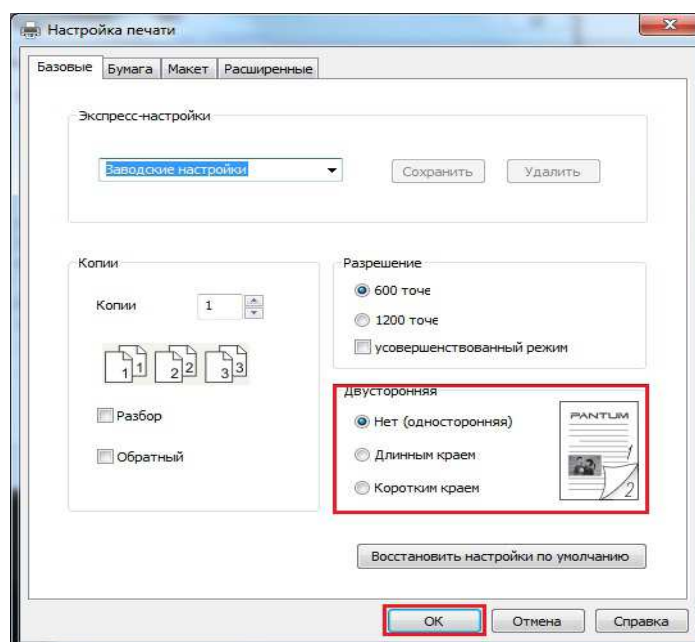 Настройка печати
Базовые Бумага Макет Расширенные
Экспресс-настройки
Заводские настройки Сохранить Удалить
Копии
Копии 1
1 1 2 2 3 3
Разбор
Обратный
Разрешение
600 точе
1200 точе
усовершенствованный режим
Двусторонняя
Нет (односторонняя)
Длинным краем
Коротким краем
PANTUM
1
2
Восстановить настройки по умолчанию
OK Отмена Справка